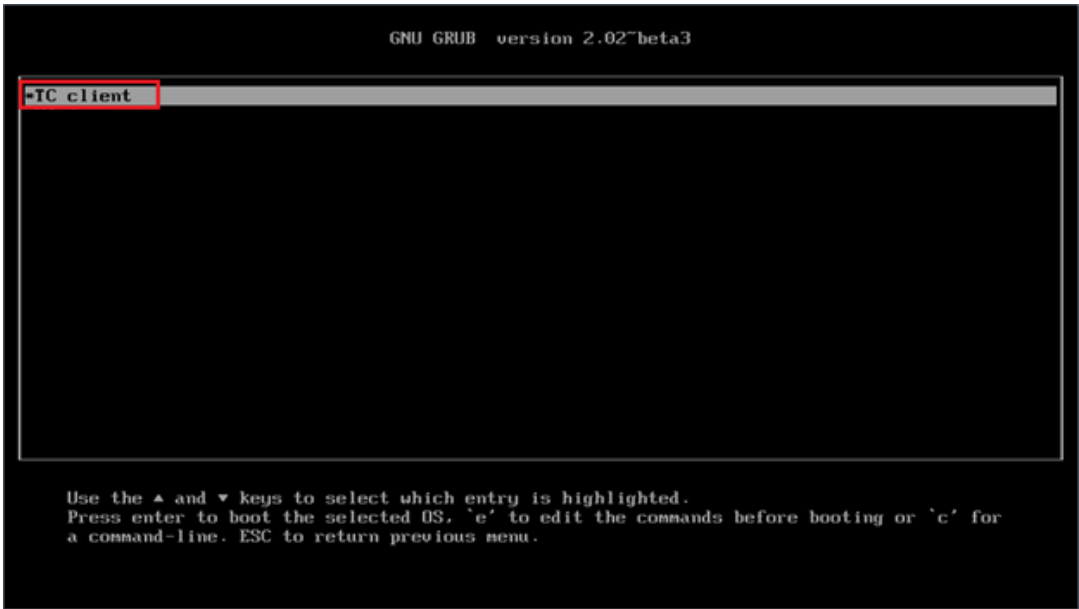 GNU GRUB  version 2.02~beta3
*TC client
Use the ▲ and ▼ keys to select which entry is highlighted.
Press enter to boot the selected OS, `e' to edit the commands before booting or `c' for
a command-line. ESC to return previous menu.